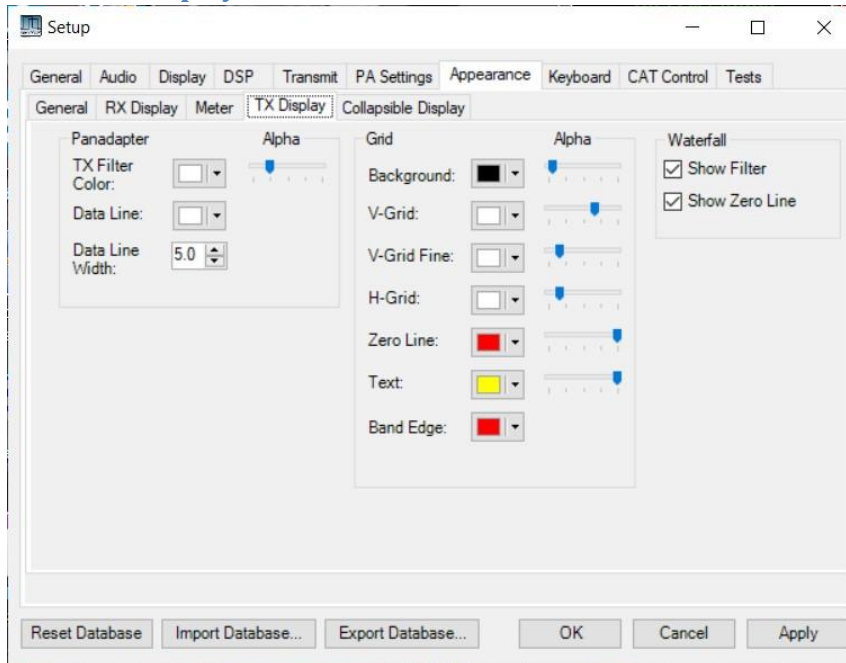 Setup
General Audio Display DSP Transmit PA Settings Appearance Keyboard CAT Control Tests
General RX Display Meter TX Display Collapsible Display
Panadapter Alpha
TX Filter
Color:
Data Line:
Data Line
Width:
5.0
Grid Alpha
Background:
V-Grid:
V-Grid Fine:
H-Grid:
Zero Line:
Text:
Band Edge:
Waterfall
Show Filter
Show Zero Line
Reset Database Import Database... Export Database... OK Cancel Apply